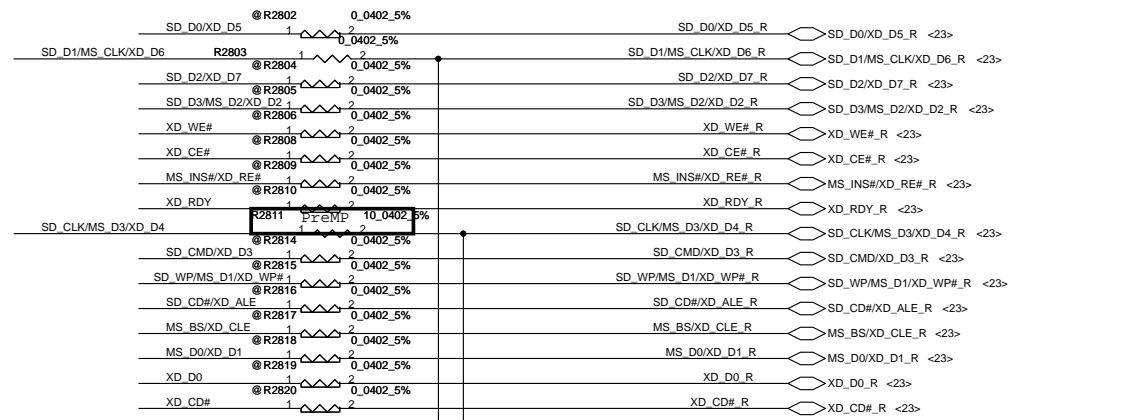 @R2802 0_0402_5%
SD_D0/XD_D5 1 2 SD_D0/XD_D5_R SD_D0/XD_D5_R <23>
R2803 0_0402_5%
SD_D1/MS_CLK/XD_D6 1 2 SD_D1/MS_CLK/XD_D6_R SD_D1/MS_CLK/XD_D6_R <23>
@R2804 0_0402_5%
SD_D2/XD_D7 1 2 SD_D2/XD_D7_R SD_D2/XD_D7_R <23>
@R2805 0_0402_5%
SD_D3/MS_D2/XD_D2 1 2 SD_D3/MS_D2/XD_D2_R SD_D3/MS_D2/XD_D2_R <23>
@R2806 0_0402_5%
XD_WE# 1 2 XD_WE#_R XD_WE#_R <23>
@R2808 0_0402_5%
XD_CE# 1 2 XD_CE#_R XD_CE#_R <23>
@R2809 0_0402_5%
MS_INS#/XD_RE# 1 2 MS_INS#/XD_RE#_R MS_INS#/XD_RE#_R <23>
@R2810 0_0402_5%
XD_RDY 1 2 XD_RDY_R XD_RDY_R <23>
R2811 PreMP 10_0402_5%
SD_CLK/MS_D3/XD_D4 1 2 SD_CLK/MS_D3/XD_D4_R SD_CLK/MS_D3/XD_D4_R <23>
@R2814 0_0402_5%
SD_CMD/XD_D3 1 2 SD_CMD/XD_D3_R SD_CMD/XD_D3_R <23>
@R2815 0_0402_5%
SD_WP/MS_D1/XD_WP# 1 2 SD_WP/MS_D1/XD_WP#_R SD_WP/MS_D1/XD_WP#_R <23>
@R2816 0_0402_5%
SD_CD#/XD_ALE 1 2 SD_CD#/XD_ALE_R SD_CD#/XD_ALE_R <23>
@R2817 0_0402_5%
MS_BS/XD_CLE 1 2 MS_BS/XD_CLE_R MS_BS/XD_CLE_R <23>
@R2818 0_0402_5%
MS_D0/XD_D1 1 2 MS_D0/XD_D1_R MS_D0/XD_D1_R <23>
@R2819 0_0402_5%
XD_D0 1 2 XD_D0_R XD_D0_R <23>
@R2820 0_0402_5%
XD_CD# 1 2 XD_CD#_R XD_CD#_R <23>